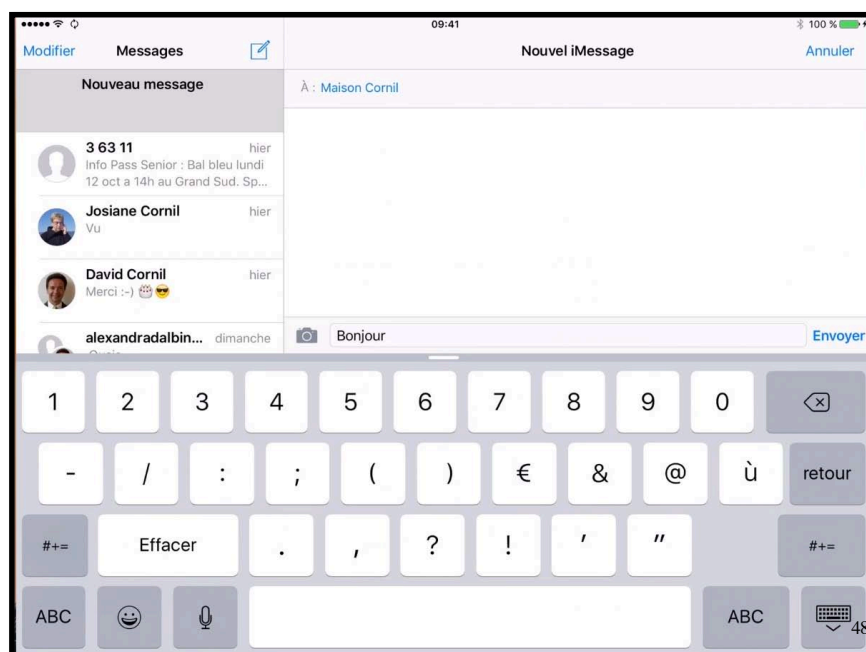 09:41
100 %
Modifier
Messages
Nouvel iMessage
Annuler
Nouveau message
À : Maison Cornil
3 63 11
hier
Info Pass Senior : Bal bleu lundi
12 oct a 14h au Grand Sud. Sp...
Josiane Cornil
hier
Vu
David Cornil
hier
Merci :-) 🎂😎
alexandradalbin...
dimanche
Bonjour
Envoyer
1 2 3 4 5 6 7 8 9 0
- / : ; ( ) € & @ ù retour
#+= Effacer . , ? ! ' " #+=
ABC ABC
48